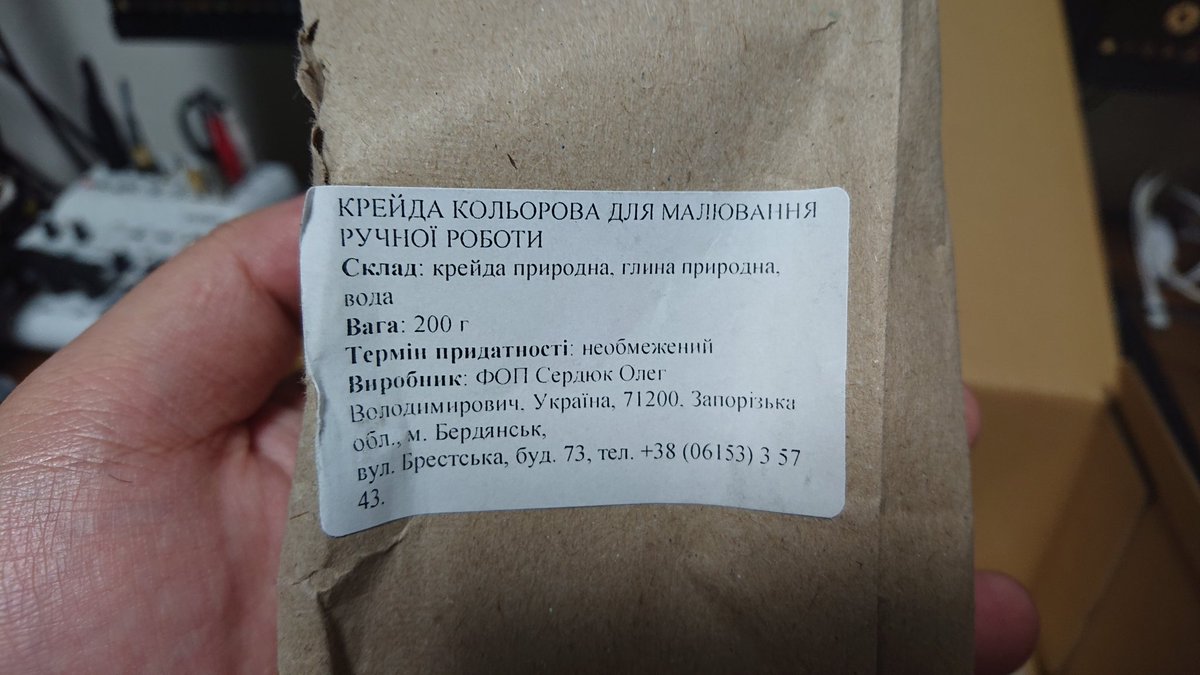 КРЕЙДА КОЛЬОРОВА ДЛЯ МАЛЮВАННЯ
РУЧНОЇ РОБОТИ
Склад: крейда природна, глина природна,
вода
Вага: 200 г
Термін придатності: необмежений
Виробник: ФОП Сердюк Олег
Володимирович. Україна, 71200. Запорізька
обл., м. Бердянськ,
вул. Брестська, буд. 73, тел. +38 (06153) 3 57
43.